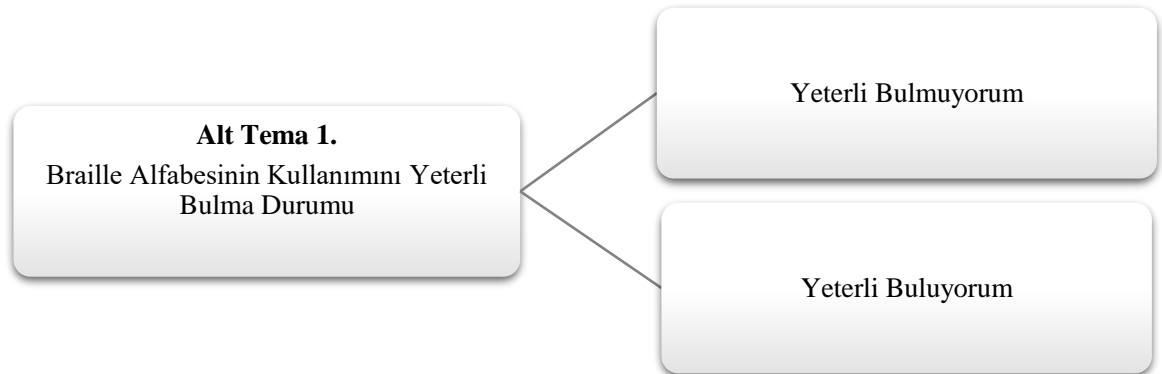 Alt Tema 1.
Braille Alfabesinin Kullanımını Yeterli
Bulma Durumu
Yeterli Bulmuyorum
Yeterli Buluyorum